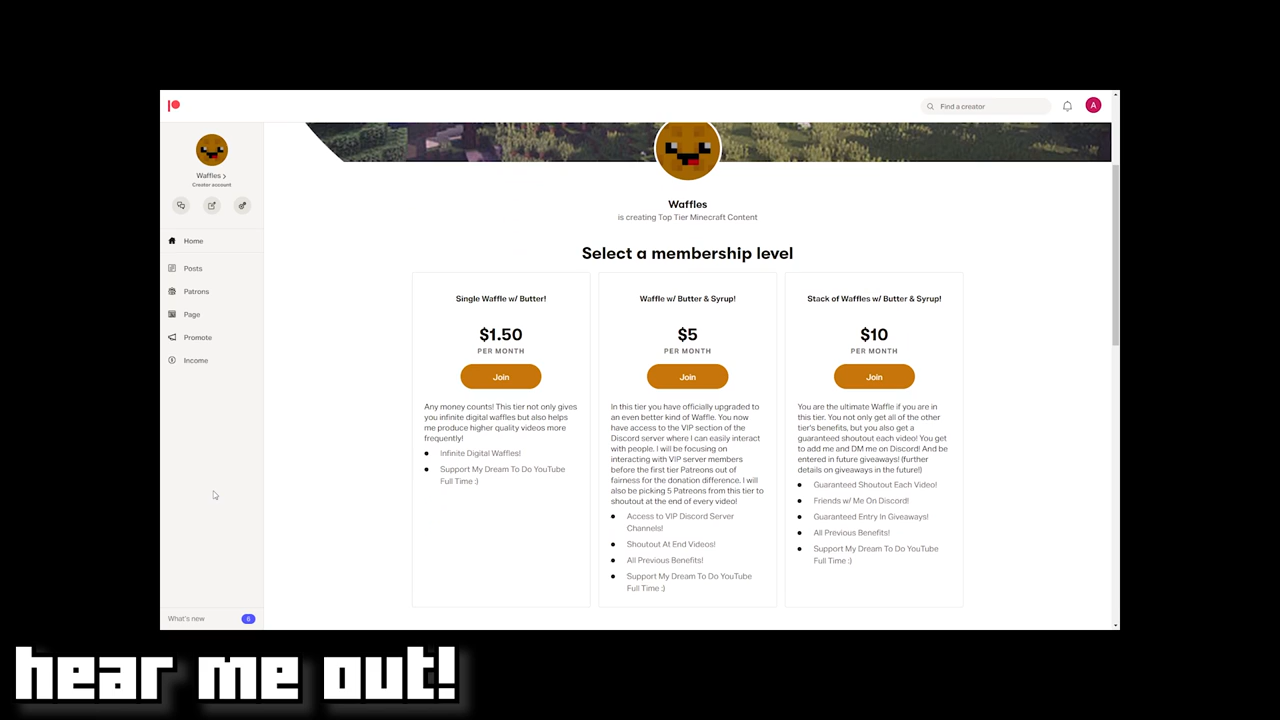 Find a creator
A
Waffles
Creator account
Home
Posts
Patrons
Page
Promote
Income
What's new
6
Waffles
is creating Top Tier Minecraft Content
Select a membership level
Single Waffle w/ Butter!
$1.50
PER MONTH
Join
Any money counts! This tier not only gives
you infinite digital waffles but also helps
me produce higher quality videos more
frequently!
Infinite Digital Waffles!
Support My Dream To Do YouTube
Full Time :)
Waffle w/ Butter & Syrup!
$5
PER MONTH
Join
In this tier you have officially upgraded to
an even better kind of Waffle. You now
have access to the VIP section of the
Discord server where I can easily interact
with people. I will be focusing on
interacting with VIP server members
before the first tier Patreons out of
fairness for the donation difference. I will
also be picking 5 Patreons from this tier to
shoutout at the end of every video!
Access to VIP Discord Server
Channels!
Shoutout At End Videos!
All Previous Benefits!
Support My Dream To Do YouTube
Full Time :)
Stack of Waffles w/ Butter & Syrup!
$10
PER MONTH
Join
You are the ultimate Waffle if you are in
this tier. You not only get all of the other
tier's benefits, but you also get a
guaranteed shoutout each video! You get
to add me and DM me on Discord! And be
entered in future giveaways! (further
details on giveaways in the future!)
Guaranteed Shoutout Each Video!
Friends w/ Me On Discord!
Guaranteed Entry In Giveaways!
All Previous Benefits!
Support My Dream To Do YouTube
Full Time :)
hear me out!